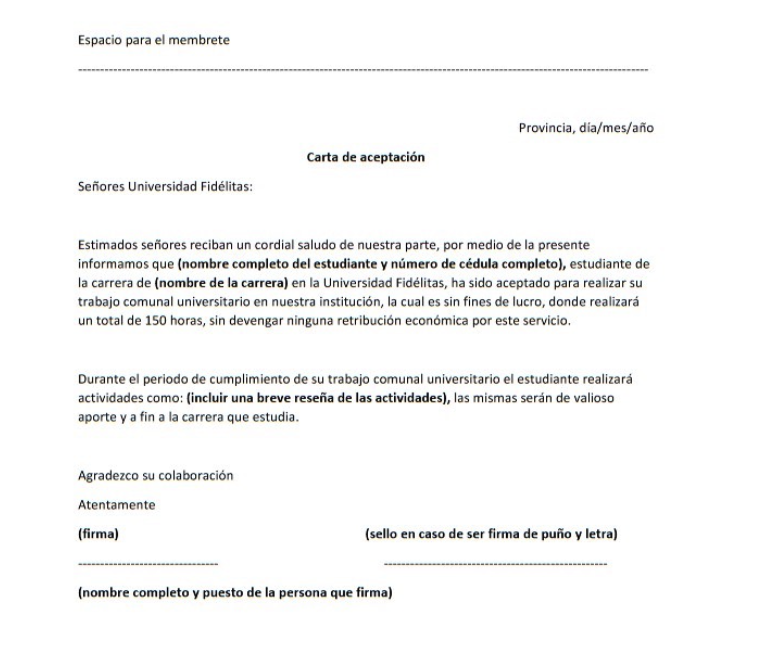 Espacio para el membrete
--------------------------------------------------------------------------------------------------------------------------------
Provincia, día/mes/año
Carta de aceptación
Señores Universidad Fidélitas:
Estimados señores reciban un cordial saludo de nuestra parte, por medio de la presente
informamos que (nombre completo del estudiante y número de cédula completo), estudiante de
la carrera de (nombre de la carrera) en la Universidad Fidélitas, ha sido aceptado para realizar su
trabajo comunal universitario en nuestra institución, la cual es sin fines de lucro, donde realizará
un total de 150 horas, sin devengar ninguna retribución económica por este servicio.
Durante el periodo de cumplimiento de su trabajo comunal universitario el estudiante realizará
actividades como: (incluir una breve reseña de las actividades), las mismas serán de valioso
aporte y a fin a la carrera que estudia.
Agradezco su colaboración
Atentamente
(firma) (sello en caso de ser firma de puño y letra)
-------------------------------- --------------------------------------------------
(nombre completo y puesto de la persona que firma)